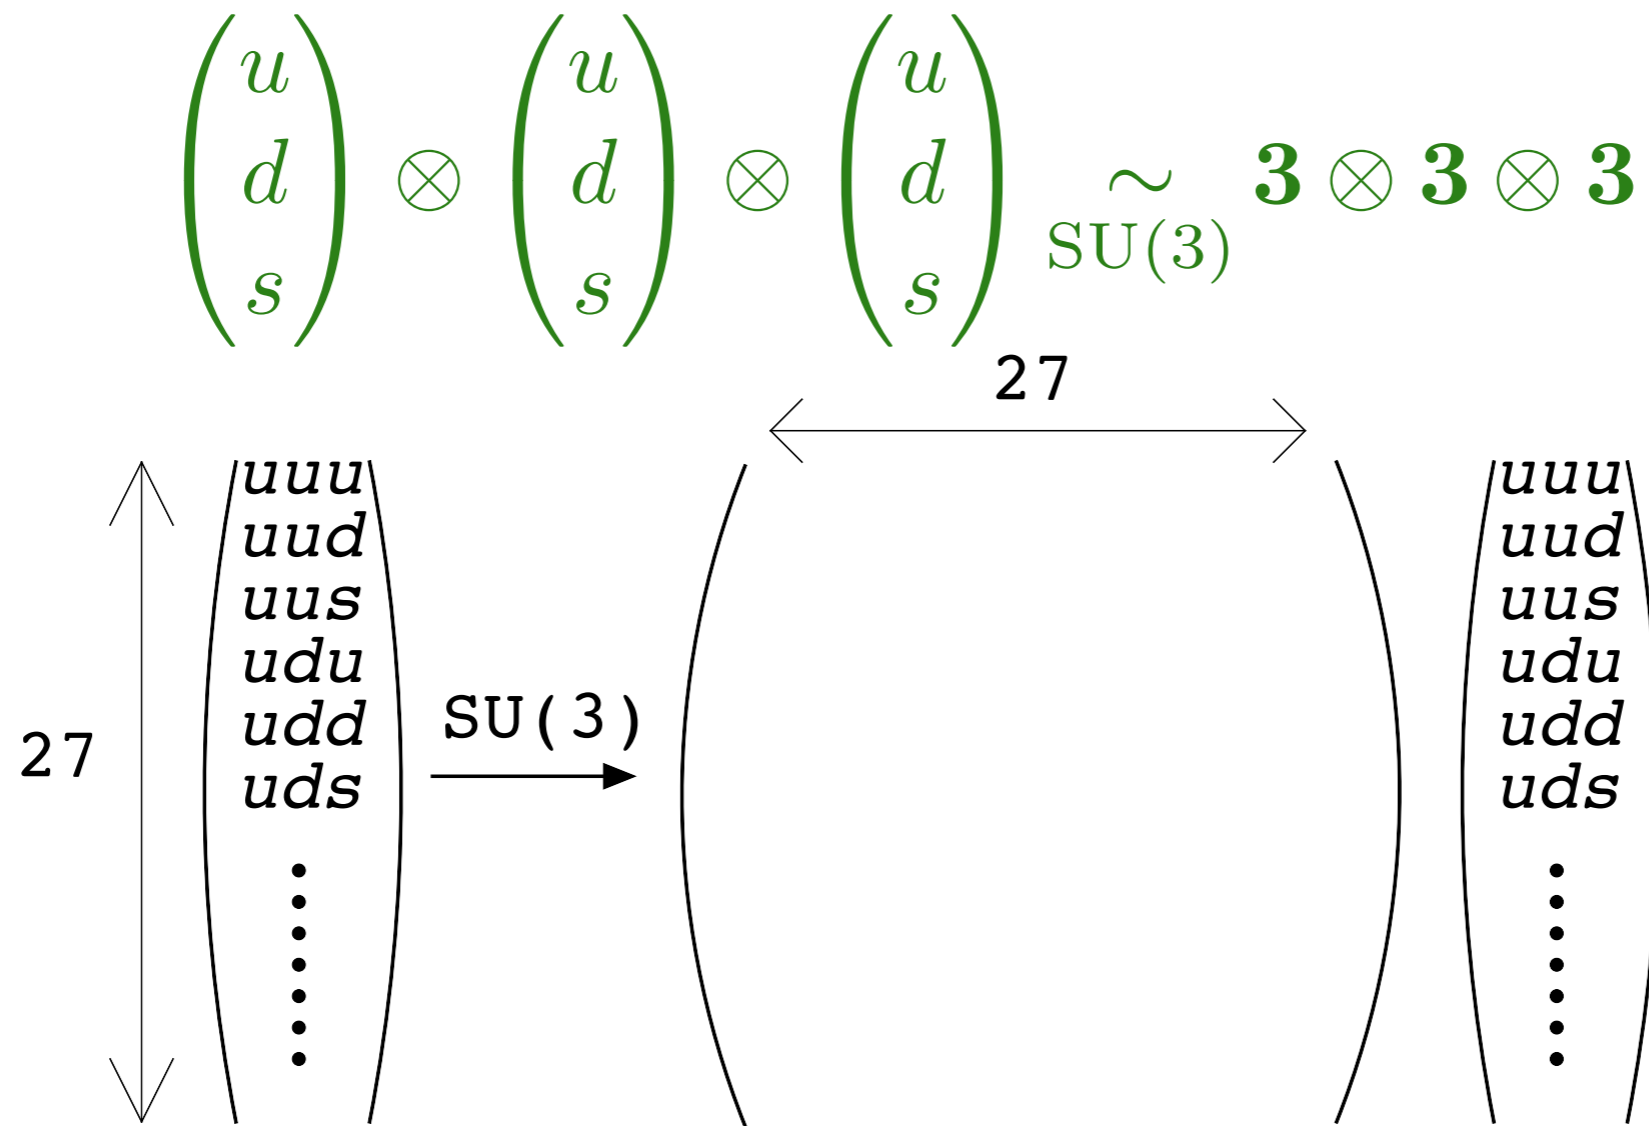 u u u
d ⊗ d ⊗ d ∼ 3 ⊗ 3 ⊗ 3
SU(3)
s s s
27
uuu uuu
uud uud
uus uus
udu udu
SU(3)
udd udd
27
uds uds